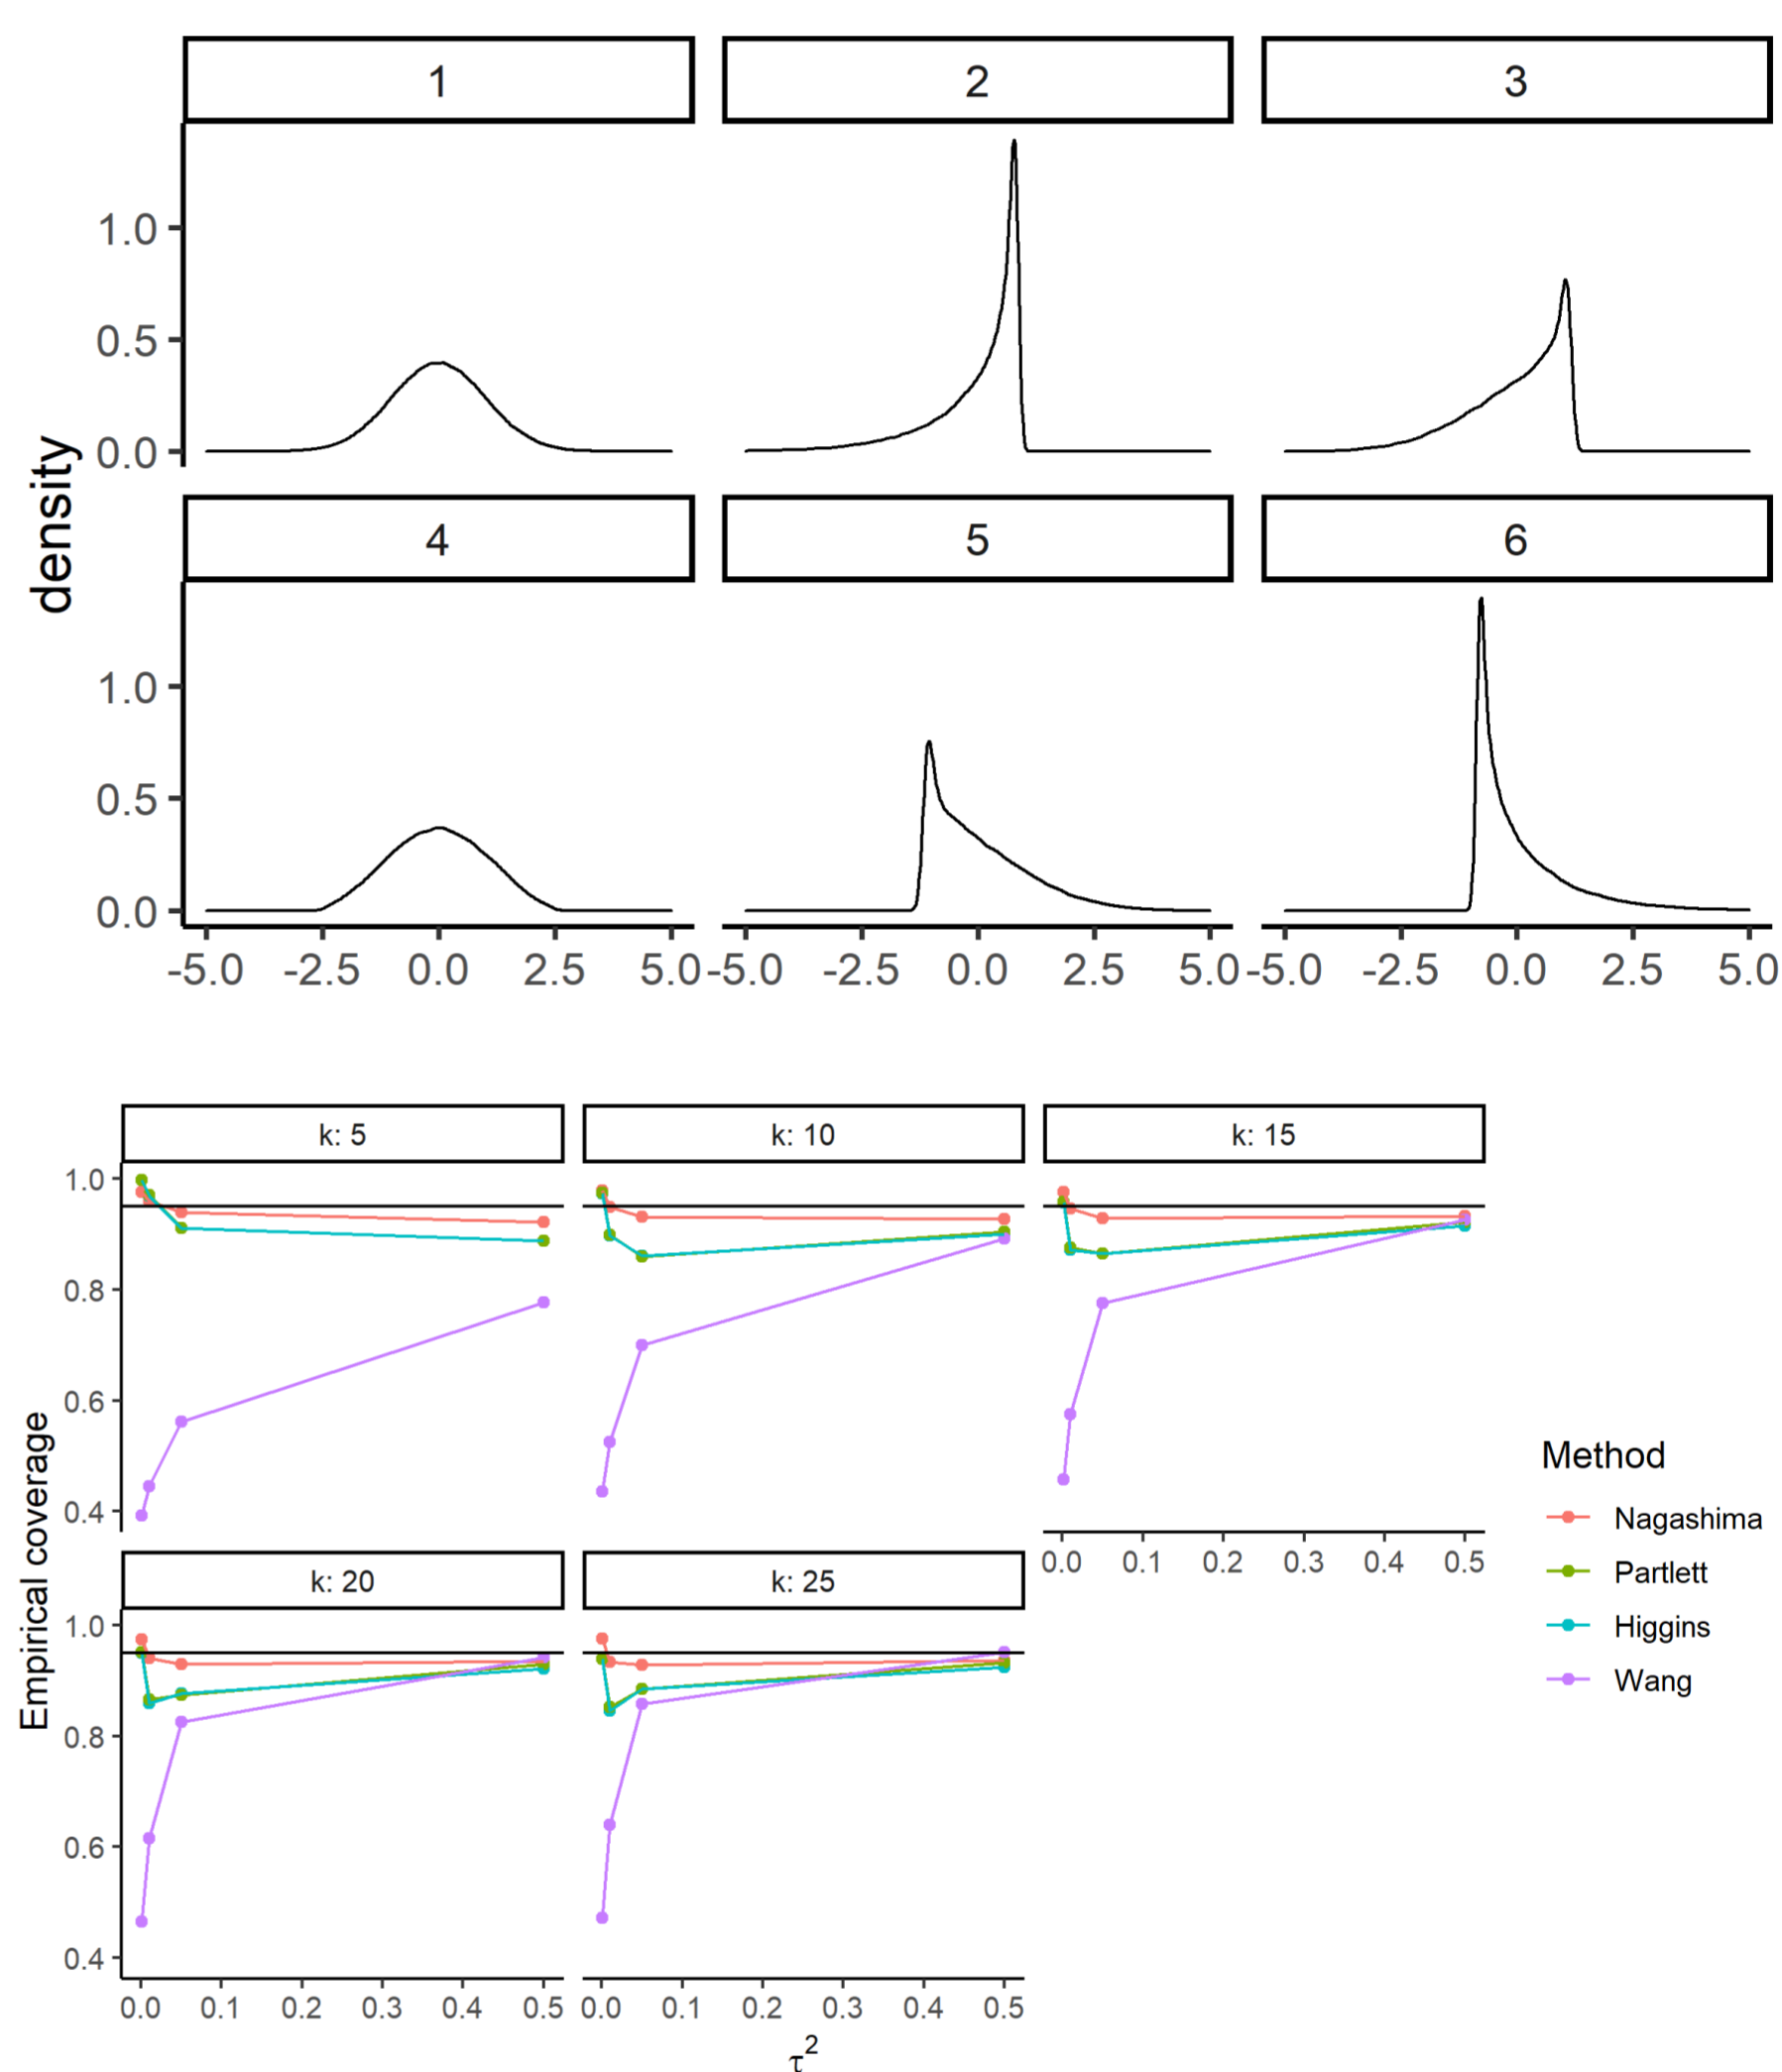 1 2 3
1.0
0.5
0.0
density
4 5 6
1.0
0.5
0.0
-5.0 -2.5 0.0 2.5 5.0 -5.0 -2.5 0.0 2.5 5.0 -5.0 -2.5 0.0 2.5 5.0
k: 5 k: 10 k: 15
1.0
0.8
0.6
0.4
0.0 0.1 0.2 0.3 0.4 0.5
Empirical coverage
k: 20 k: 25
1.0
0.8
0.6
0.4
0.0 0.1 0.2 0.3 0.4 0.5 0.0 0.1 0.2 0.3 0.4 0.5
τ²
Method
Nagashima
Partlett
Higgins
Wang